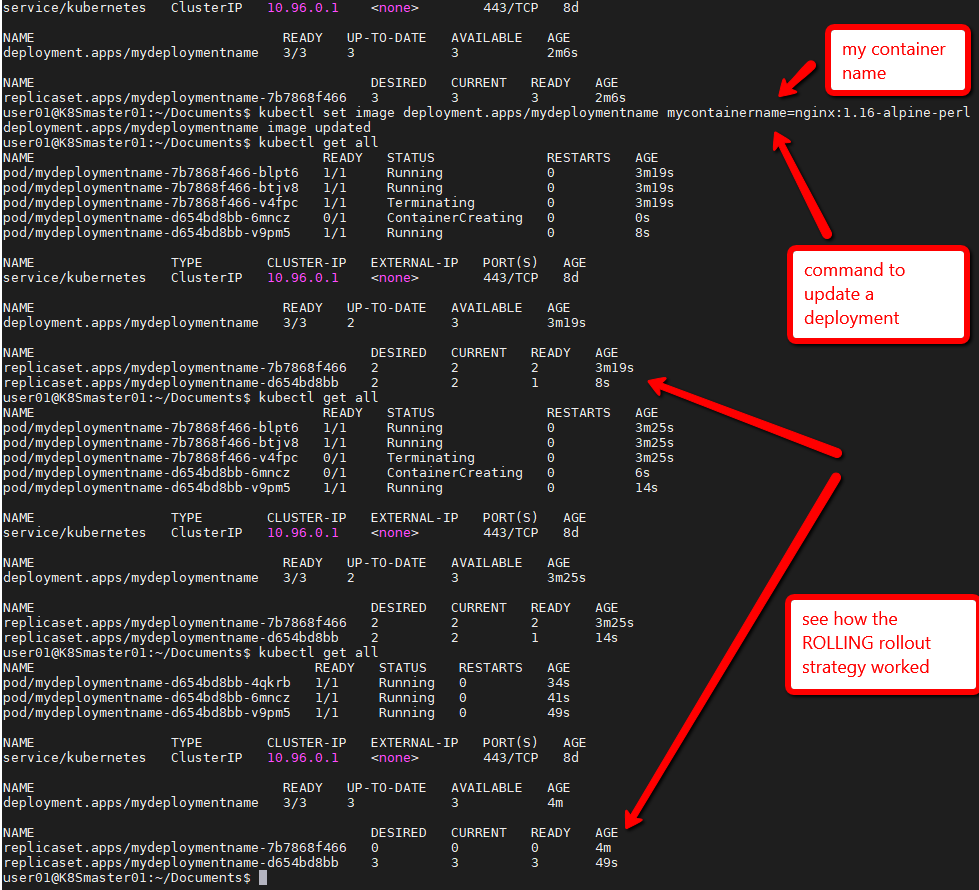 service/kubernetes   ClusterIP   10.96.0.1    <none>        443/TCP   8d
NAME                               READY   UP-TO-DATE   AVAILABLE   AGE
deployment.apps/mydeploymentname   3/3     3            3           2m6s
my container
name
NAME                                          DESIRED   CURRENT   READY   AGE
replicaset.apps/mydeploymentname-7b7868f466   3         3         3       2m6s
user01@K8Smaster01:~/Documents$ kubectl set image deployment.apps/mydeploymentname mycontainername=nginx:1.16-alpine-perl
deployment.apps/mydeploymentname image updated
user01@K8Smaster01:~/Documents$ kubectl get all
NAME                                    READY   STATUS              RESTARTS   AGE
pod/mydeploymentname-7b7868f466-blpt6   1/1     Running             0          3m19s
pod/mydeploymentname-7b7868f466-btjv8   1/1     Running             0          3m19s
pod/mydeploymentname-7b7868f466-v4fpc   1/1     Terminating         0          3m19s
pod/mydeploymentname-d654bd8bb-6mncz    0/1     ContainerCreating   0          0s
pod/mydeploymentname-d654bd8bb-v9pm5    1/1     Running             0          8s
NAME                 TYPE        CLUSTER-IP   EXTERNAL-IP   PORT(S)   AGE
service/kubernetes   ClusterIP   10.96.0.1    <none>        443/TCP   8d
command to
update a
deployment
NAME                               READY   UP-TO-DATE   AVAILABLE   AGE
deployment.apps/mydeploymentname   3/3     2            3           3m19s
NAME                                          DESIRED   CURRENT   READY   AGE
replicaset.apps/mydeploymentname-7b7868f466   2         2         2       3m19s
replicaset.apps/mydeploymentname-d654bd8bb    2         2         1       8s
user01@K8Smaster01:~/Documents$ kubectl get all
NAME                                    READY   STATUS              RESTARTS   AGE
pod/mydeploymentname-7b7868f466-blpt6   1/1     Running             0          3m25s
pod/mydeploymentname-7b7868f466-btjv8   1/1     Running             0          3m25s
pod/mydeploymentname-7b7868f466-v4fpc   0/1     Terminating         0          3m25s
pod/mydeploymentname-d654bd8bb-6mncz    0/1     ContainerCreating   0          6s
pod/mydeploymentname-d654bd8bb-v9pm5    1/1     Running             0          14s
NAME                 TYPE        CLUSTER-IP   EXTERNAL-IP   PORT(S)   AGE
service/kubernetes   ClusterIP   10.96.0.1    <none>        443/TCP   8d
NAME                               READY   UP-TO-DATE   AVAILABLE   AGE
deployment.apps/mydeploymentname   3/3     2            3           3m25s
NAME                                          DESIRED   CURRENT   READY   AGE
replicaset.apps/mydeploymentname-7b7868f466   2         2         2       3m25s
replicaset.apps/mydeploymentname-d654bd8bb    2         2         1       14s
see how the
ROLLING rollout
strategy worked
user01@K8Smaster01:~/Documents$ kubectl get all
NAME                                   READY   STATUS    RESTARTS   AGE
pod/mydeploymentname-d654bd8bb-4qkrb   1/1     Running   0          34s
pod/mydeploymentname-d654bd8bb-6mncz   1/1     Running   0          41s
pod/mydeploymentname-d654bd8bb-v9pm5   1/1     Running   0          49s
NAME                 TYPE        CLUSTER-IP   EXTERNAL-IP   PORT(S)   AGE
service/kubernetes   ClusterIP   10.96.0.1    <none>        443/TCP   8d
NAME                               READY   UP-TO-DATE   AVAILABLE   AGE
deployment.apps/mydeploymentname   3/3     3            3           4m
NAME                                          DESIRED   CURRENT   READY   AGE
replicaset.apps/mydeploymentname-7b7868f466   0         0         0       4m
replicaset.apps/mydeploymentname-d654bd8bb    3         3         3       49s
user01@K8Smaster01:~/Documents$